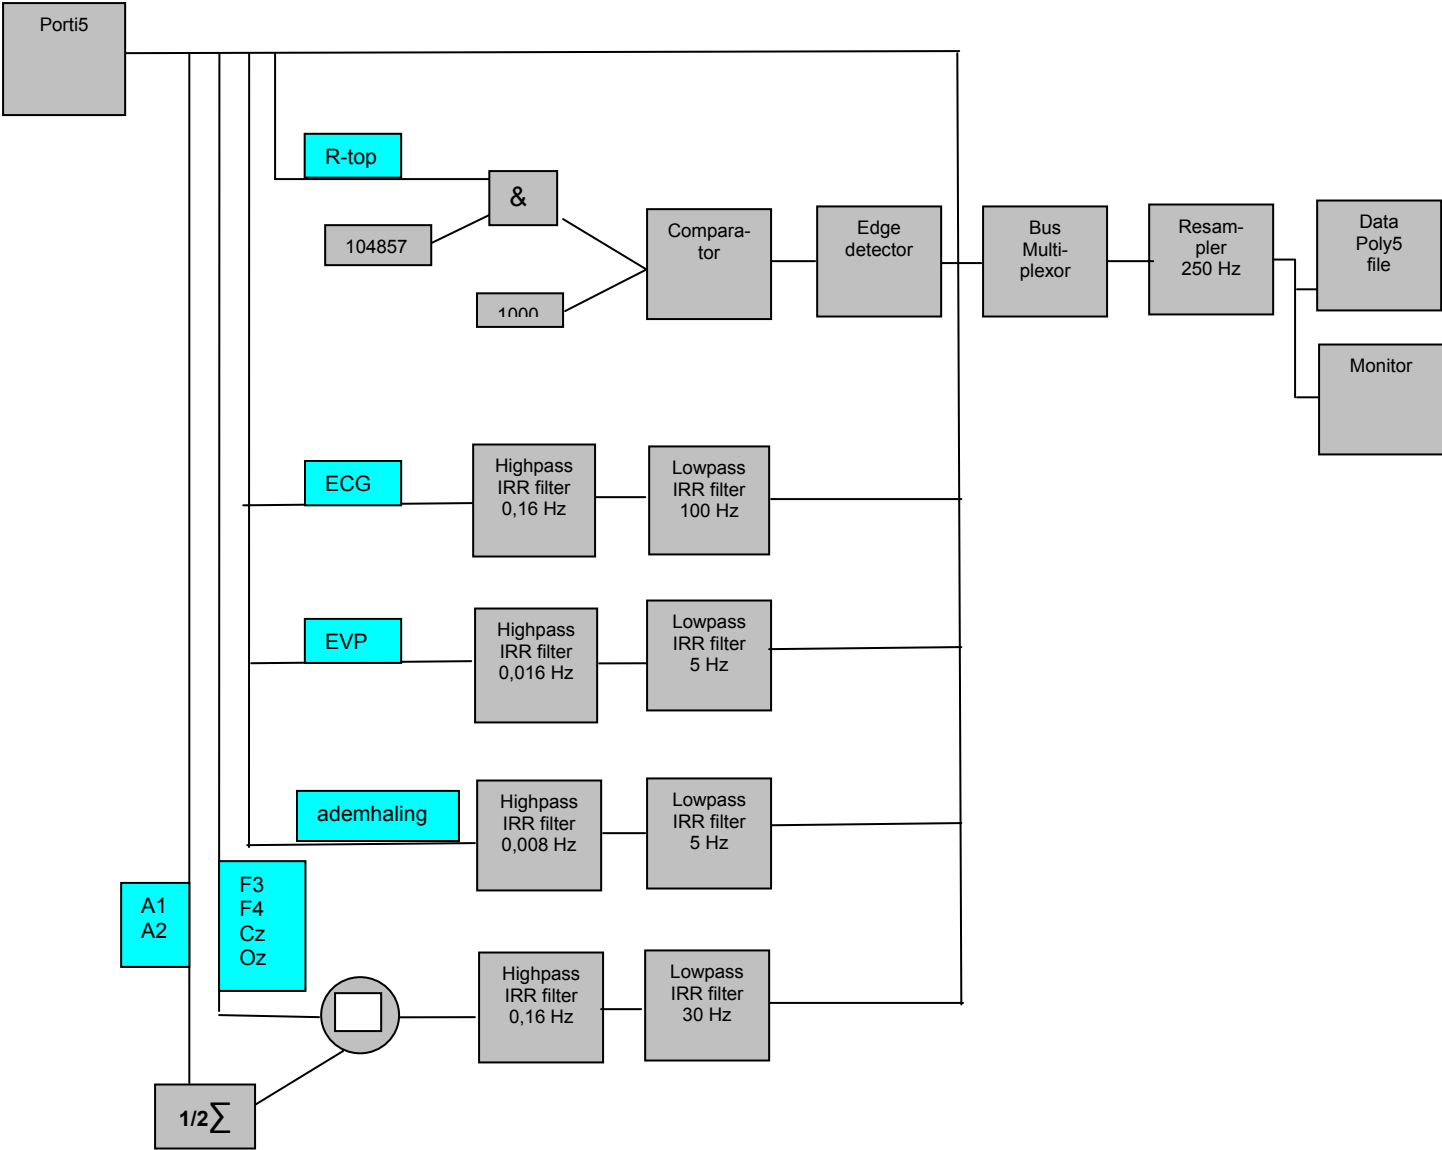 Porti5
R-top
&
104857
1000
Compara-
tor
Edge
detector
Bus
Multi-
plexor
Resam-
pler
250 Hz
Data
Poly5
file
Monitor
ECG
Highpass
IRR filter
0,16 Hz
Lowpass
IRR filter
100 Hz
EVP
Highpass
IRR filter
0,016 Hz
Lowpass
IRR filter
5 Hz
ademhaling
Highpass
IRR filter
0,008 Hz
Lowpass
IRR filter
5 Hz
A1
A2
F3
F4
Cz
Oz
Highpass
IRR filter
0,16 Hz
Lowpass
IRR filter
30 Hz
1/2∑